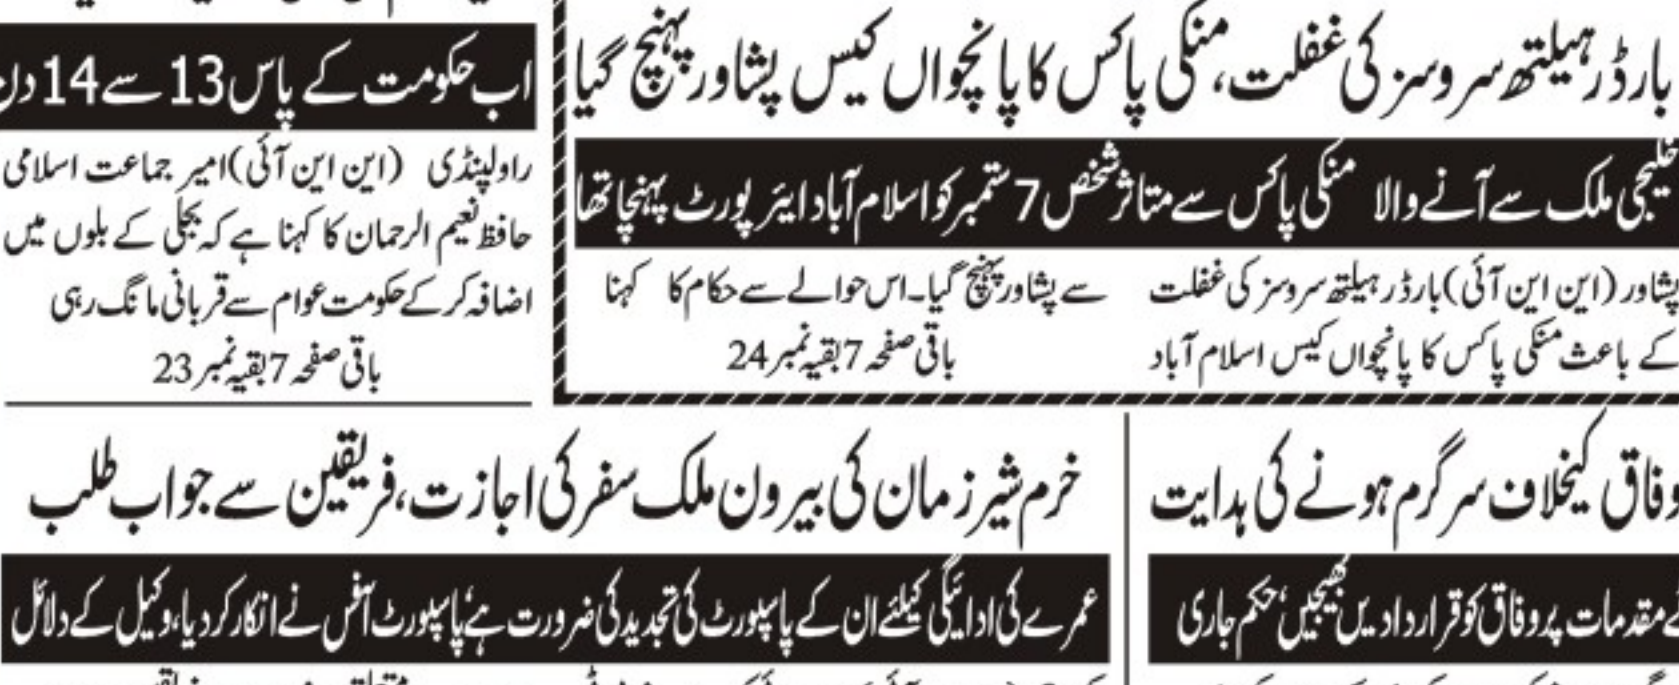 بارڈر ہیلتھ سروسز کی غفلت، منکی پاکس کا پانچواں کیس پشاور پہنچ گیا
خلیجی ملک سے آنے والا منکی پاکس سے متاثر شخص 7 ستمبر کو اسلام آباد ایئر پورٹ پہنچا تھا
پشاور (این این آئی) بارڈر ہیلتھ سروسز کی غفلت
کے باعث منکی پاکس کا پانچواں کیس اسلام آباد
سے پشاور پہنچ گیا۔ اس حوالے سے حکام کا کہنا
باقی صفحہ 7 بقیہ نمبر 24
اب حکومت کے پاس 13 سے 14 دن
راولپنڈی (این این آئی) امیر جماعت اسلامی
حافظ نعیم الرحمان کا کہنا ہے کہ بجلی کے بلوں میں
اضافہ کر کے حکومت عوام سے قربانی مانگ رہی
باقی صفحہ 7 بقیہ نمبر 23
وفاق کیخلاف سرگرم ہونے کی ہدایت
مقدمات پر وفاق کو قرار دادیں بھیجیں، حکم جاری
خرم شیر زمان کی بیرون ملک سفر کی اجازت، فریقین سے جواب طلب
عمرے کی ادائیگی کیلئے ان کے پاسپورٹ کی تجدید کی ضرورت ہے، پاسپورٹ آفس نے انکار کر دیا، وکیل کے دلائل